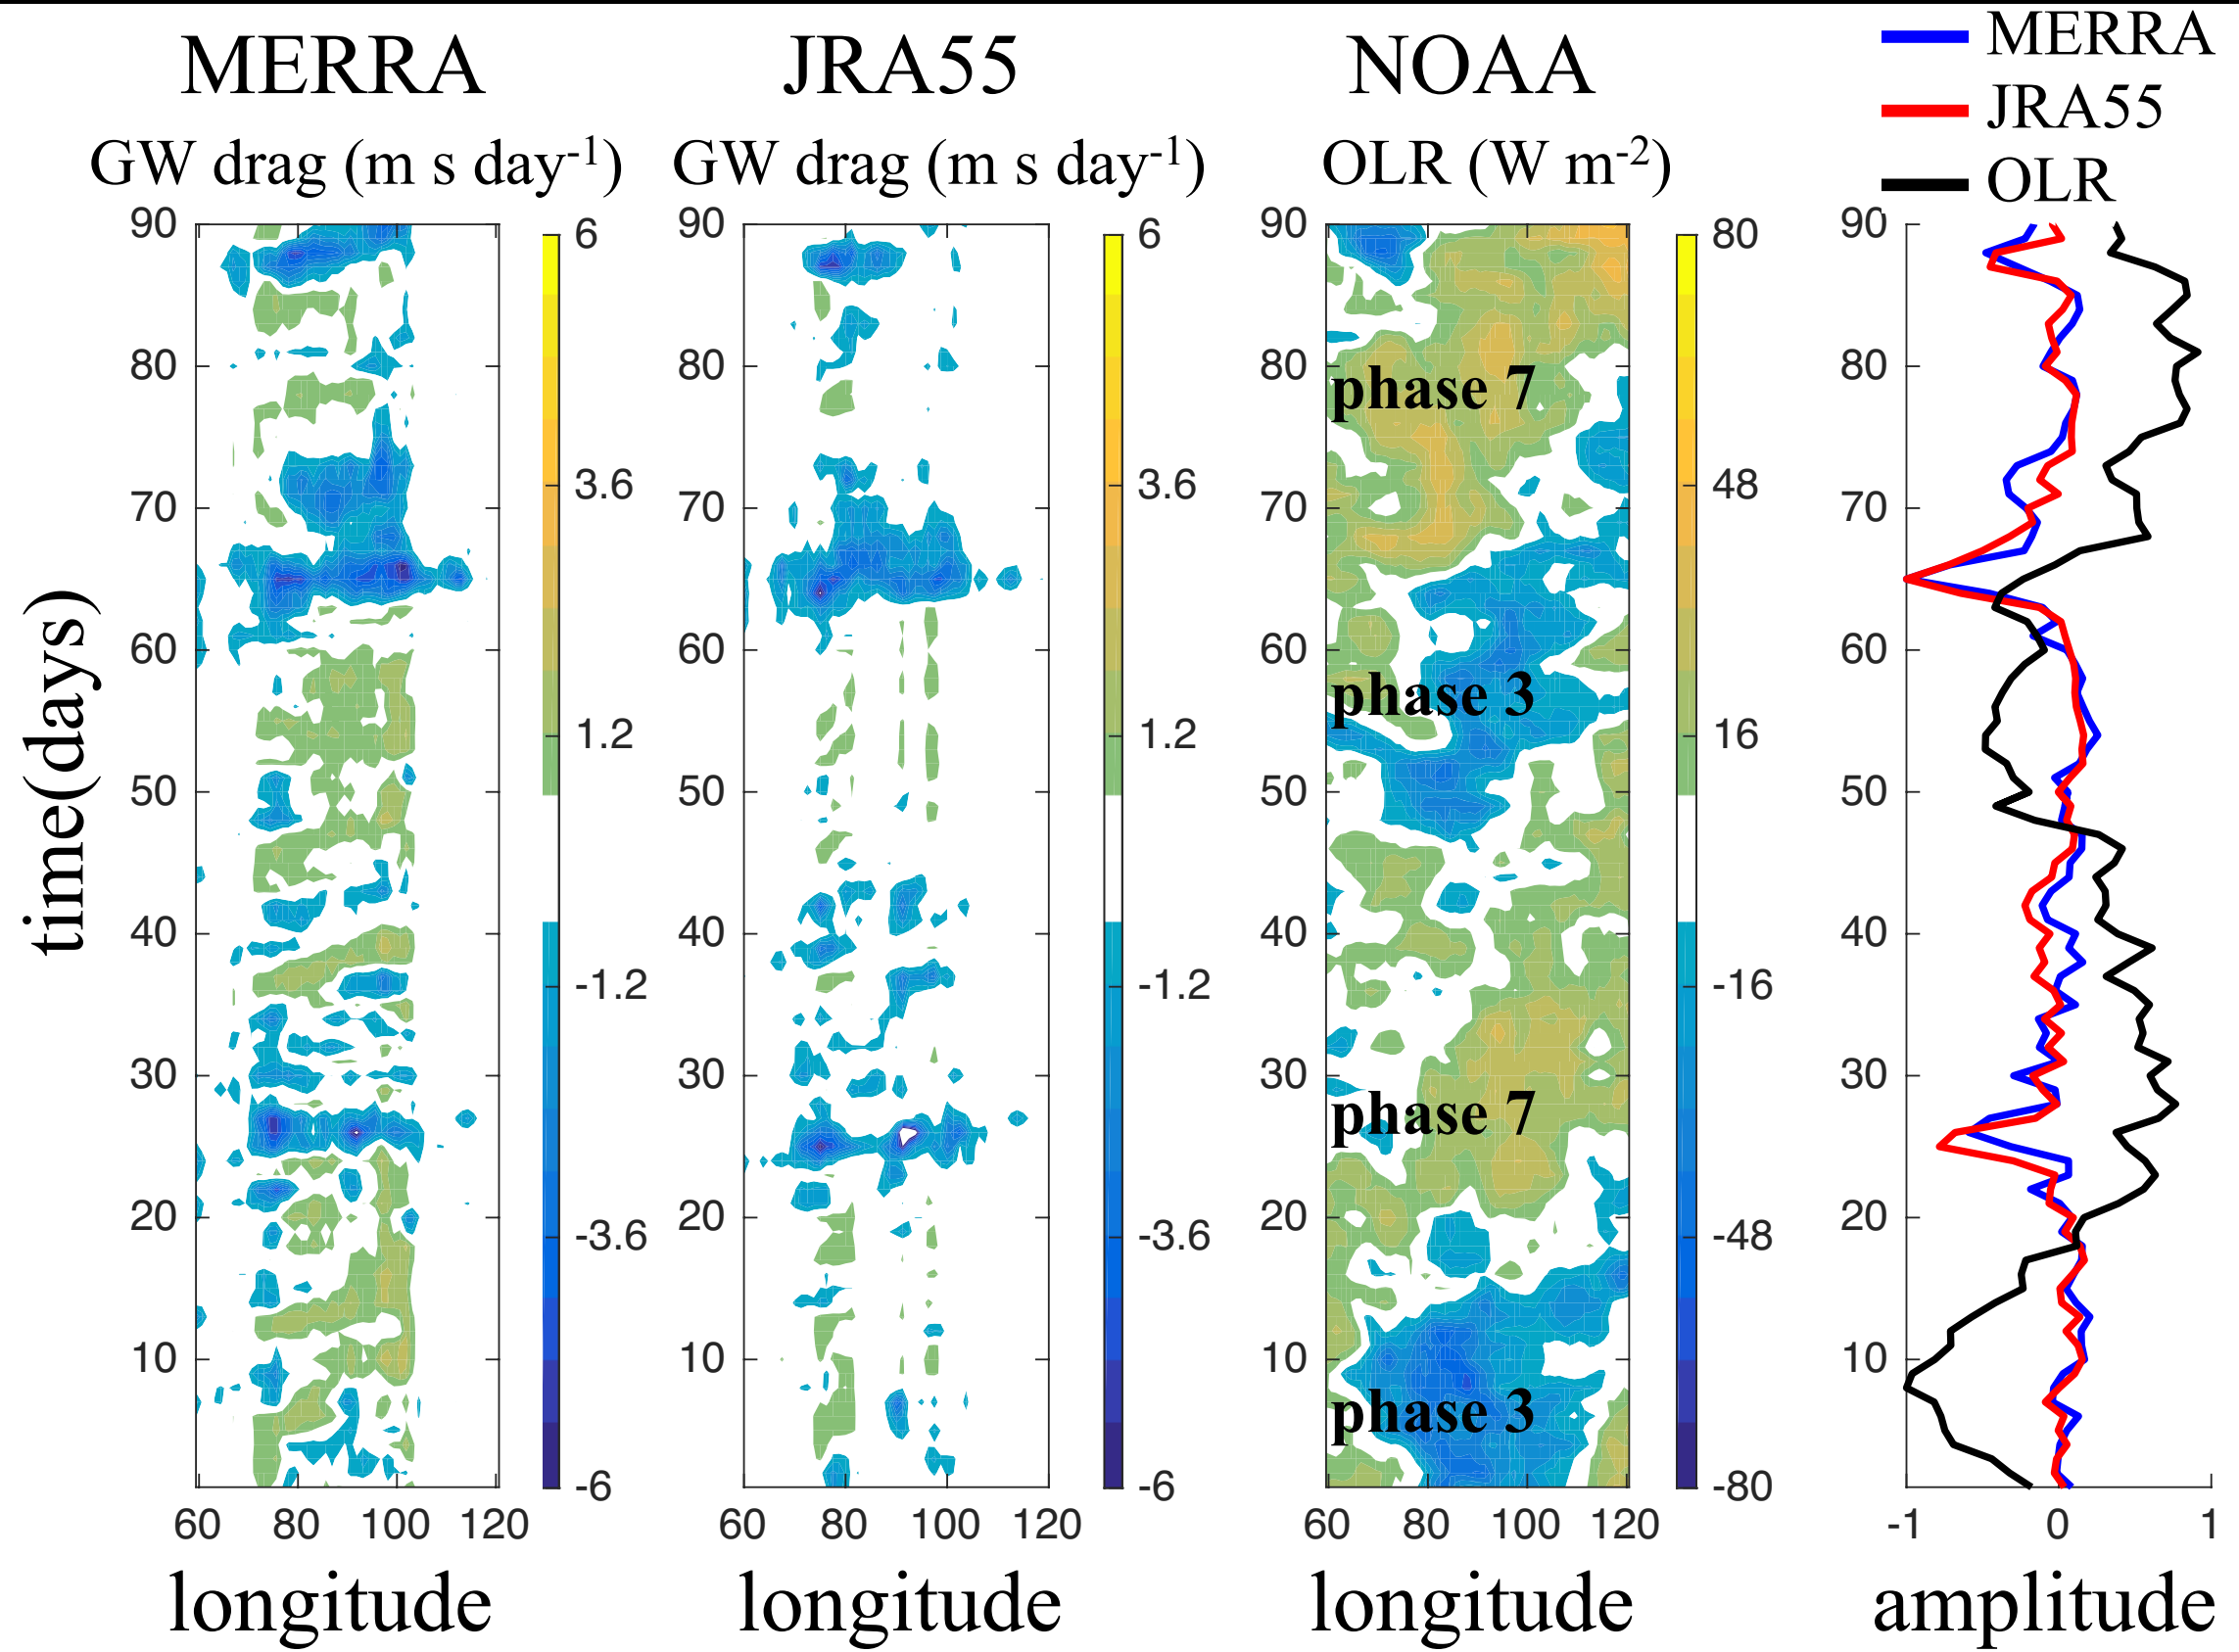 MERRA
GW drag (m s day-1)
JRA55
GW drag (m s day-1)
NOAA
OLR (W m-2)
MERRA
JRA55
OLR
time(days)
90
80
70
60
50
40
30
20
10
60 80 100 120
longitude
6
3.6
1.2
-1.2
-3.6
-6
90
80
70
60
50
40
30
20
10
60 80 100 120
longitude
6
3.6
1.2
-1.2
-3.6
-6
90
80
70
60
50
40
30
20
10
phase 7
phase 3
phase 7
phase 3
60 80 100 120
longitude
80
48
16
-16
-48
-80
90
80
70
60
50
40
30
20
10
-1 0 1
amplitude